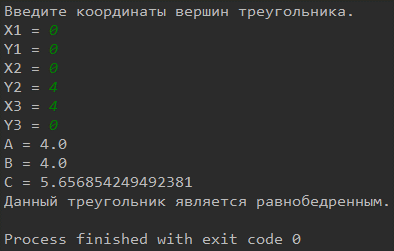 Введите координаты вершин треугольника.
X1 = 0
Y1 = 0
X2 = 0
Y2 = 4
X3 = 4
Y3 = 0
A = 4.0
B = 4.0
C = 5.656854249492381
Данный треугольник является равнобедренным.
Process finished with exit code 0